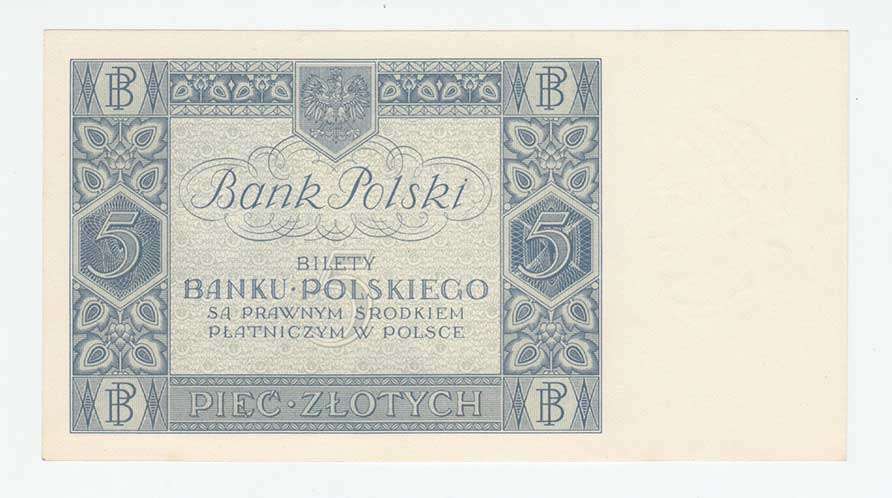 BP BP
Bank Polski
5 5
BILETY
BANKU·POLSKIEGO
SĄ PRAWNYM ŚRODKIEM
PŁATNICZYM W POLSCE
BP PIĘĆ·ZŁOTYCH BP